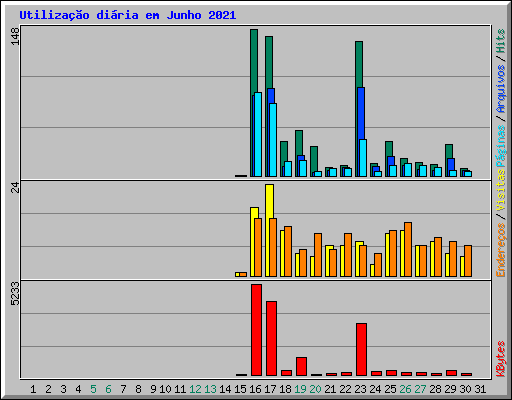 Utilização diária em Junho 2021
148
24
5233
Hits / Arquivos / Páginas
Visitas / Endereços
KBytes
1 2 3 4 5 6 7 8 9 10 11 12 13 14 15 16 17 18 19 20 21 22 23 24 25 26 27 28 29 30 31